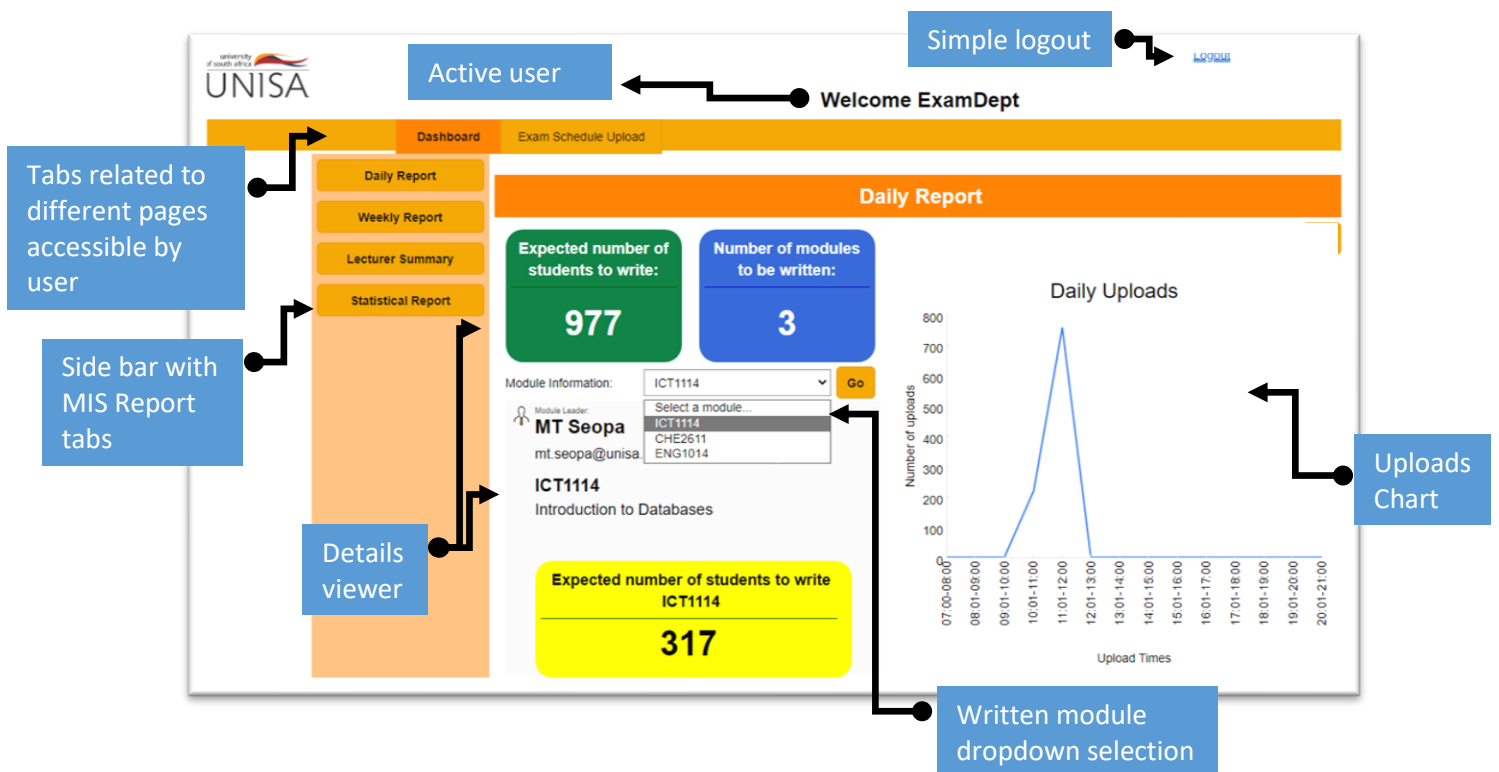 Simple logout
Logout
university
of south africa
UNISA
Active user
Welcome ExamDept
Dashboard
Exam Schedule Upload
Tabs related to
different pages
accessible by
user
Daily Report
Weekly Report
Lecturer Summary
Statistical Report
Side bar with
MIS Report
tabs
Daily Report
Expected number of
students to write:
977
Number of modules
to be written:
3
Module Information:
ICT1114
Go
Select a module...
ICT1114
CHE2611
ENG1014
Module Leader:
MT Seopa
mt.seopa@unisa.
ICT1114
Introduction to Databases
Details
viewer
Expected number of students to write
ICT1114
317
Daily Uploads
Number of uploads
800
700
600
500
400
300
200
100
0
07:00-08:00
08:01-09:00
09:01-10:00
10:01-11:00
11:01-12:00
12:01-13:00
13:01-14:00
14:01-15:00
15:01-16:00
16:01-17:00
17:01-18:00
18:01-19:00
19:01-20:00
20:01-21:00
Upload Times
Uploads
Chart
Written module
dropdown selection